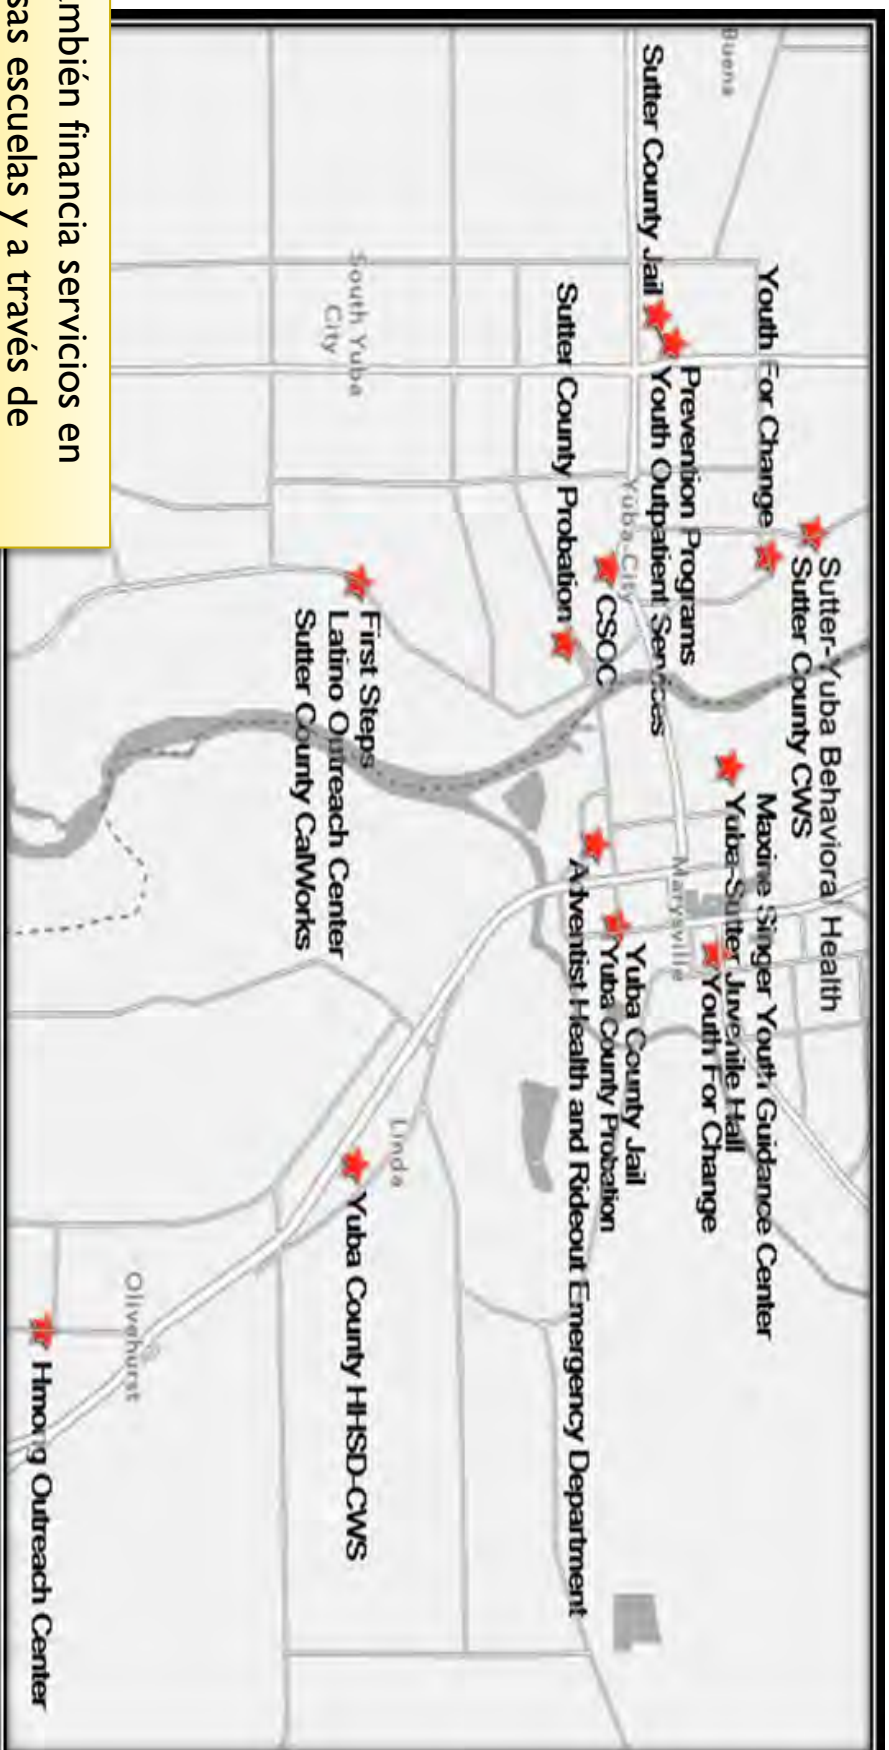 Sutter-Yuba Behavioral Health
Sutter County CWS
Youth For Change
Maxine Singer Youth Guidance Center
Yuba-Sutter Juvenile Hall
Buena
Youth For Change
Prevention Programs
Youth Outpatient Services
Marysville
Sutter County Jail
Yuba County Jail
Yuba County Probation
Yuba City
CSOC
Adventist Health and Rideout Emergency Department
Sutter County Probation
Linda
First Steps
Latino Outreach Center
Sutter County CalWorks
South Yuba
City
Yuba County HHSD-CWS
Olivehurst
Hmong Outreach Center
financia servicios en
escuelas y a través de